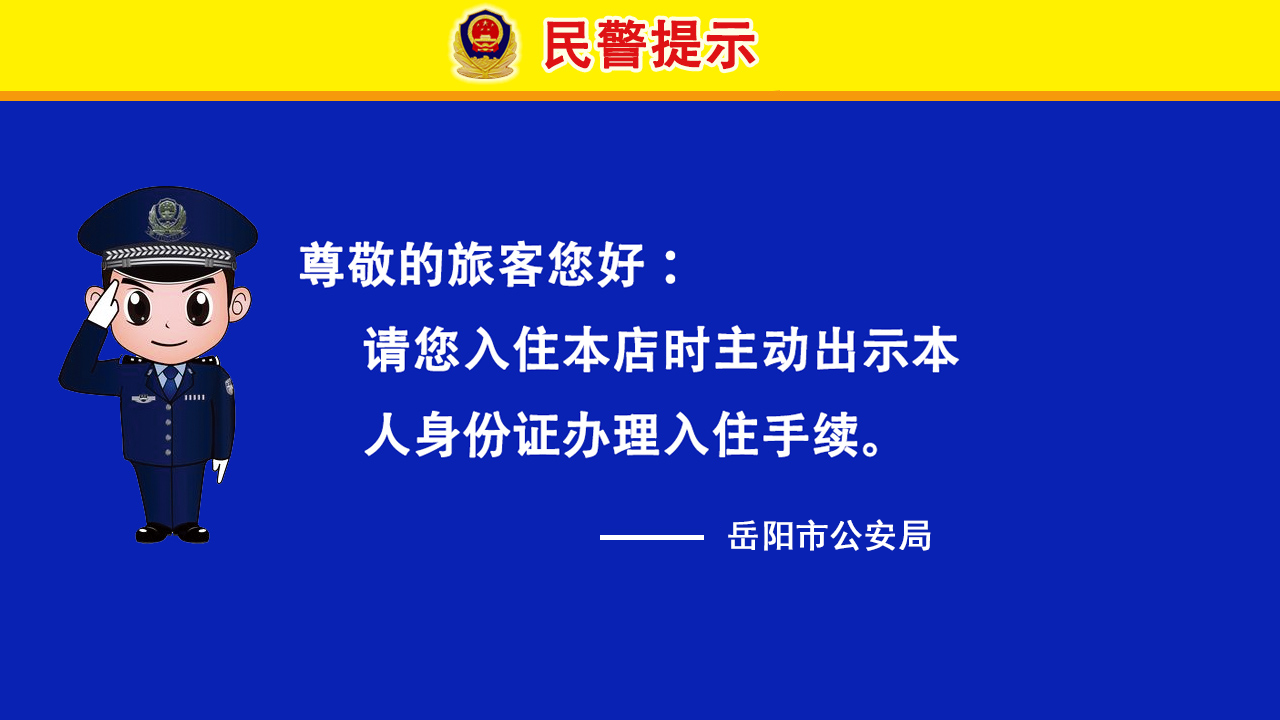 民警提示
尊敬的旅客您好：
请您入住本店时主动出示本
人身份证办理入住手续。
—— 岳阳市公安局